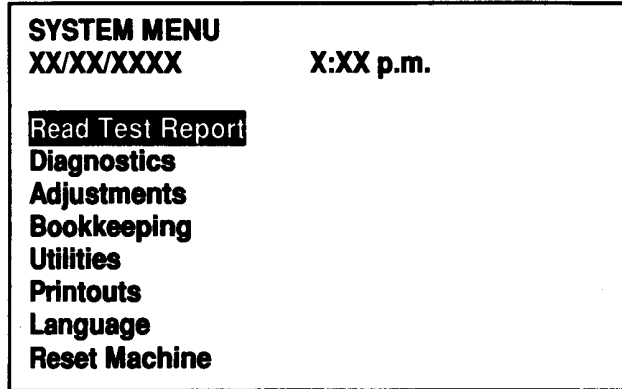 SYSTEM MENU
XX/XX/XXXX X:XX p.m.
Read Test Report
Diagnostics
Adjustments
Bookkeeping
Utilities
Printouts
Language
Reset Machine